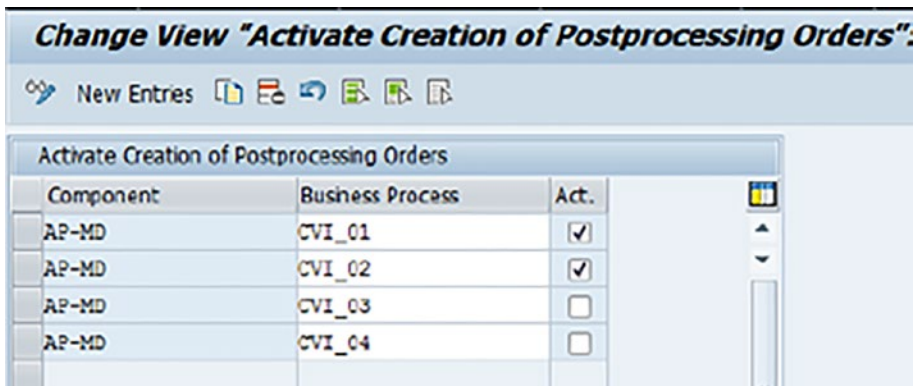 Change View "Activate Creation of Postprocessing Orders":
New Entries
Activate Creation of Postprocessing Orders
Component Business Process Act.
AP-MD CVI_01
AP-MD CVI_02
AP-MD CVI_03
AP-MD CVI_04